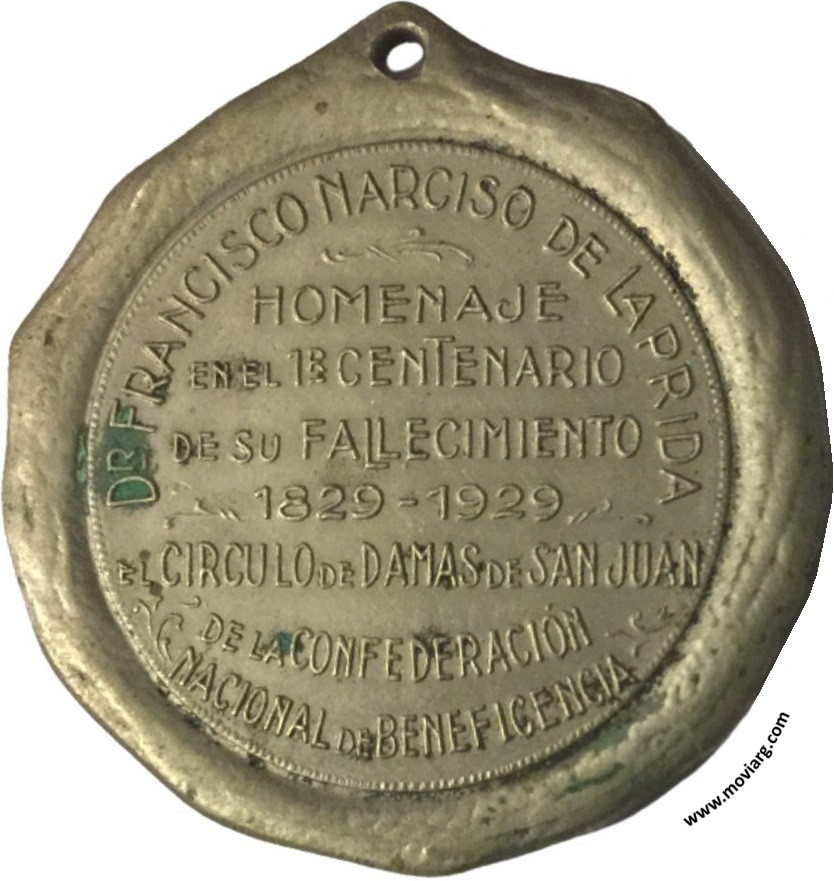 DR. FRANCISCO NARCISO DE LAPRIDA
HOMENAJE
EN EL 1ER CENTENARIO
DE SU FALLECIMIENTO
1829-1929
EL CIRCULO DE DAMAS DE SAN JUAN
DE LA CONFEDERACIÓN
NACIONAL DE BENEFICENCIA
www.moviarg.com